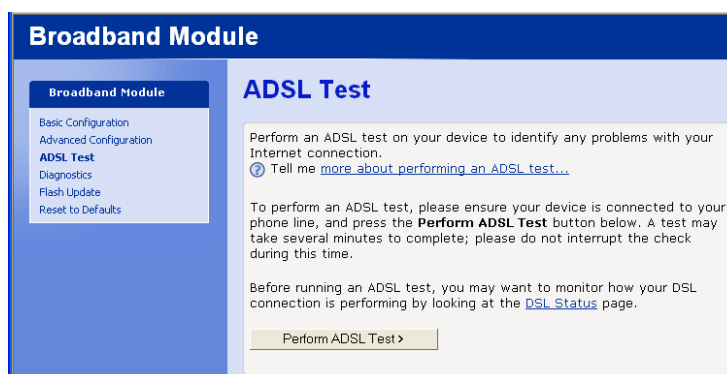 Broadband Module
Broadband Module
Basic Configuration
Advanced Configuration
ADSL Test
Diagnostics
Flash Update
Reset to Defaults
ADSL Test
Perform an ADSL test on your device to identify any problems with your
Internet connection.
? Tell me more about performing an ADSL test...
To perform an ADSL test, please ensure your device is connected to your
phone line, and press the Perform ADSL Test button below. A test may
take several minutes to complete; please do not interrupt the check
during this time.
Before running an ADSL test, you may want to monitor how your DSL
connection is performing by looking at the DSL Status page.
Perform ADSL Test >